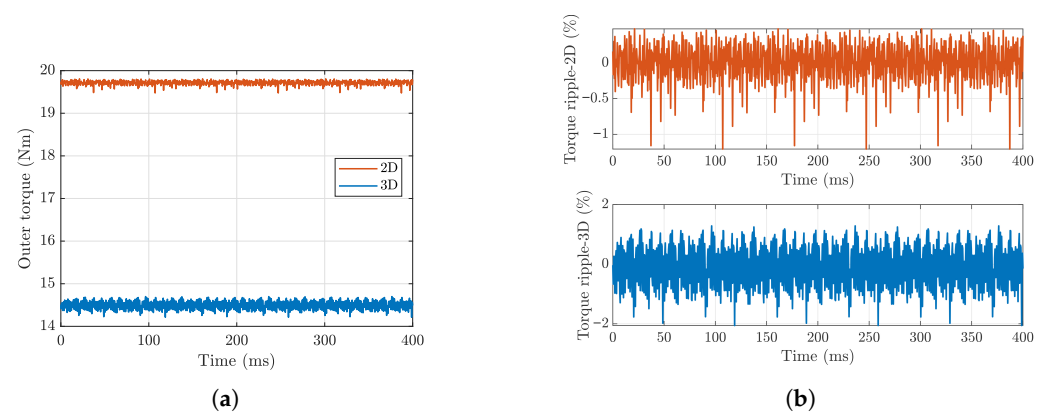 20
19
18
17
16
15
14
Outer torque (Nm)
2D
3D
0 100 200 300 400
Time (ms)
(a)
Torque ripple-2D (%)
0
−0.5
−1
0 50 100 150 200 250 300 350 400
Time (ms)
Torque ripple-3D (%)
2
0
−2
0 50 100 150 200 250 300 350 400
Time (ms)
(b)